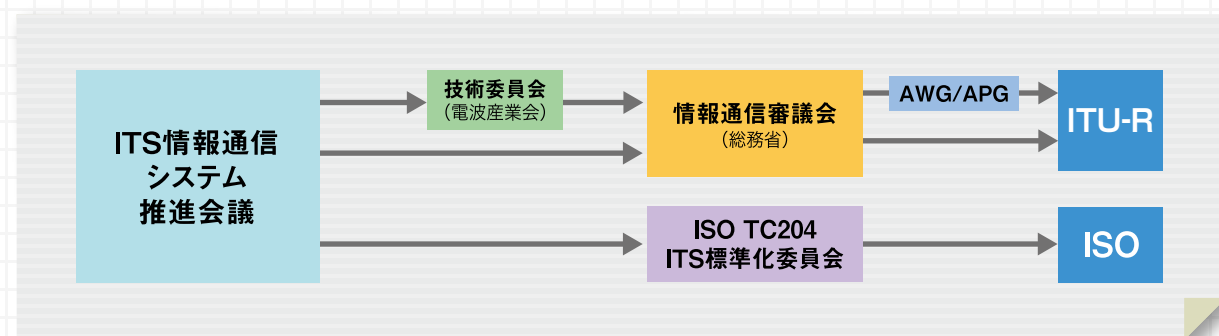 ITS情報通信
システム
推進会議
技術委員会
（電波産業会）
情報通信審議会
（総務省）
AWG/APG
ITU-R
ISO TC204
ITS標準化委員会
ISO